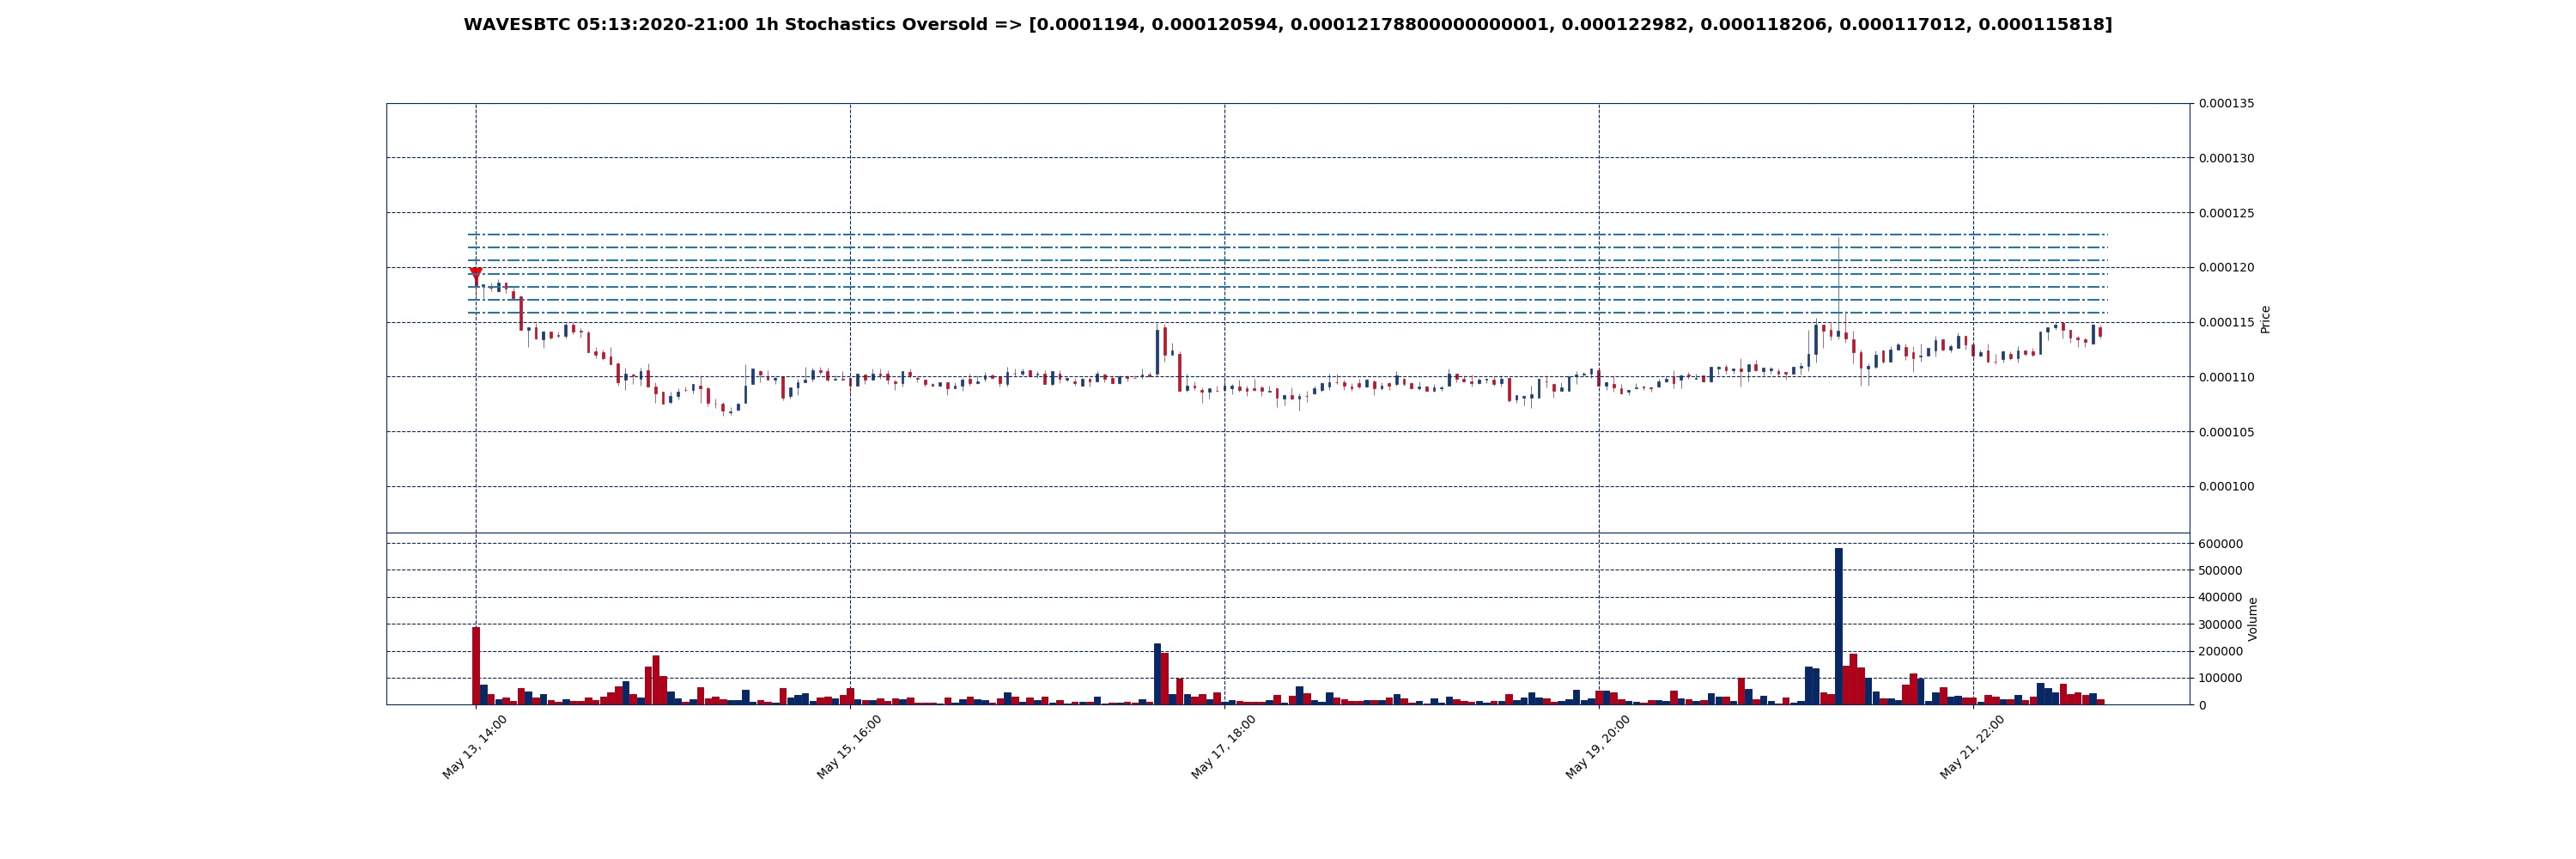 WAVESBTC 05:13:2020-21:00 1h Stochastics Oversold => [0.0001194, 0.000120594, 0.00012178800000000001, 0.000122982, 0.000118206, 0.000117012, 0.000115818]
0.000135
0.000130
0.000125
0.000120
0.000115
0.000110
0.000105
0.000100
Price
600000
500000
400000
300000
200000
100000
0
Volume
May 13, 14:00
May 15, 16:00
May 17, 18:00
May 19, 20:00
May 21, 22:00